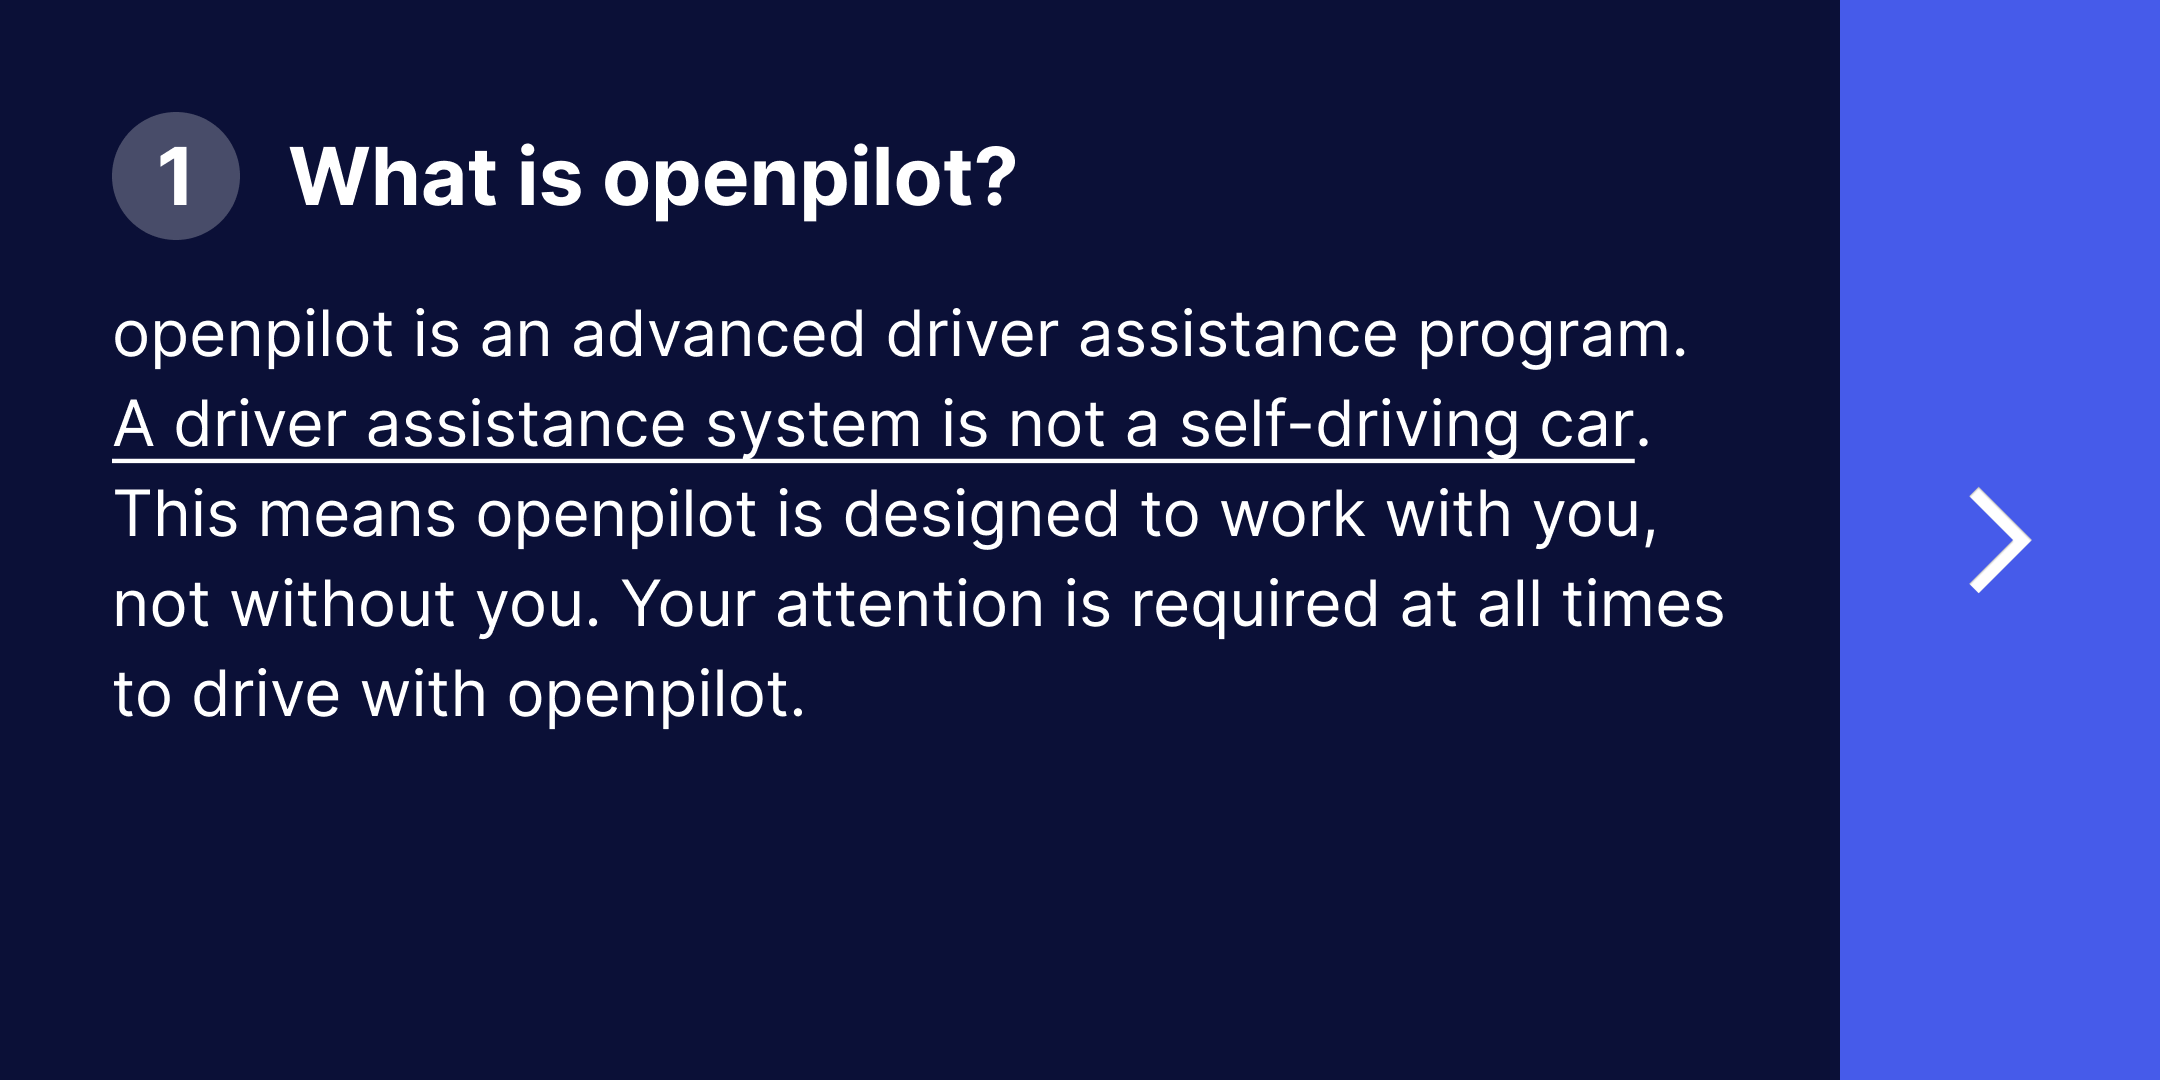 1 What is openpilot?
openpilot is an advanced driver assistance program.
A driver assistance system is not a self-driving car.
This means openpilot is designed to work with you,
not without you. Your attention is required at all times
to drive with openpilot.